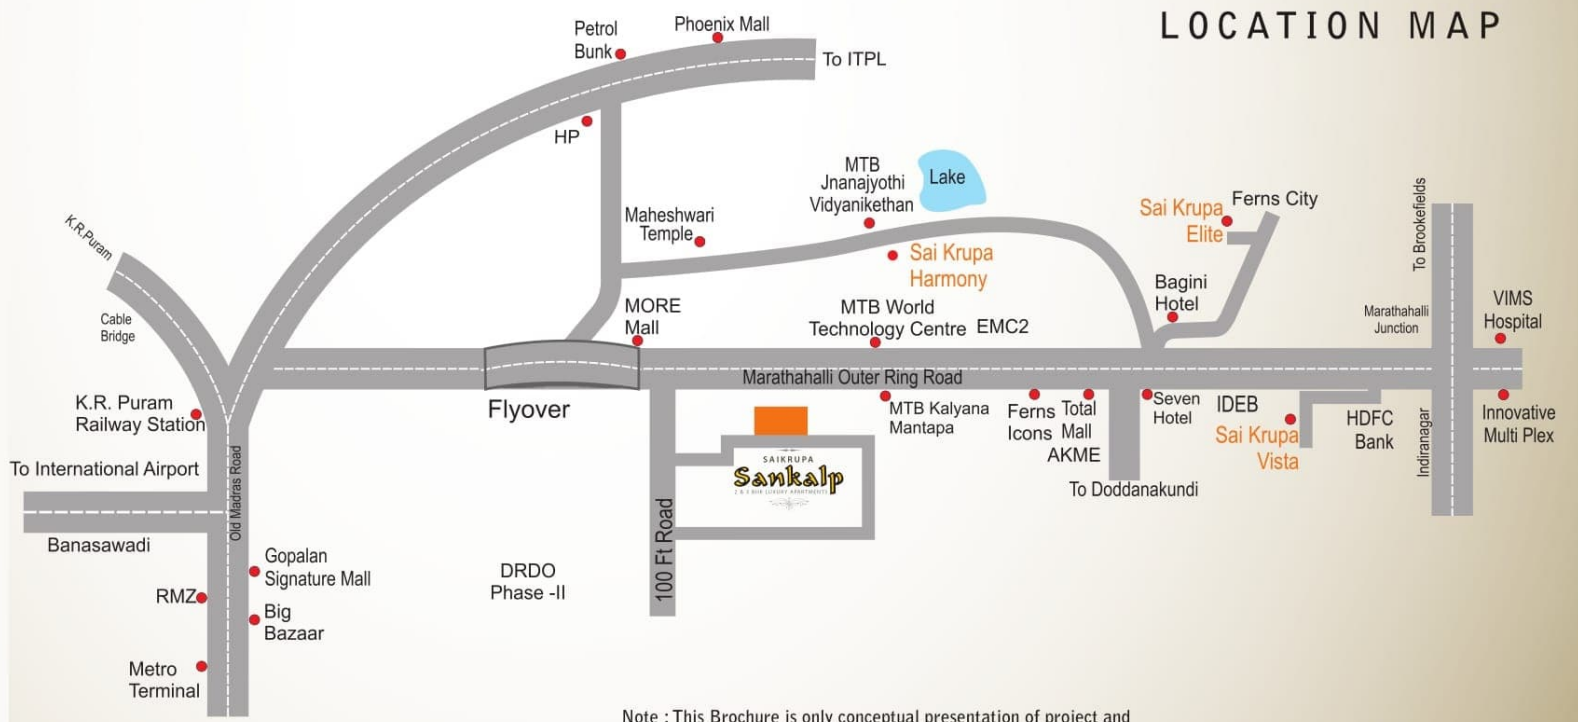 LOCATION MAP
Petrol
Bunk
Phoenix Mall
To ITPL
HP
MTB
Jnanajyothi
Vidyanikethan
Lake
Maheshwari
Temple
Sai Krupa
Harmony
Sai Krupa
Elite
Ferns City
To Brookefields
K.R.Puram
Cable
Bridge
MORE
Mall
MTB World
Technology Centre
EMC2
Bagini
Hotel
Marathahalli
Junction
VIMS
Hospital
Marathahalli Outer Ring Road
Flyover
K.R. Puram
Railway Station
MTB Kalyana
Mantapa
Ferns
Icons
Total
Mall
AKME
Seven
Hotel
IDEB
Sai Krupa
Vista
HDFC
Bank
Indiranagar
Innovative
Multi Plex
To International Airport
Old Madras Road
SAIKRUPA
Sankalp
2 & 3 BHK LUXURY APARTMENTS
To Doddanakundi
100 Ft Road
Banasawadi
Gopalan
Signature Mall
DRDO
Phase -II
RMZ
Big
Bazaar
Metro
Terminal
Note : This Brochure is only conceptual presentation of project and